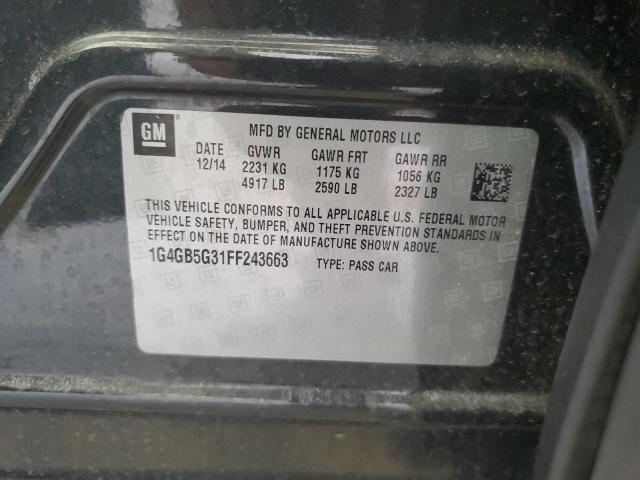 GM
MFD BY GENERAL MOTORS LLC
DATE GVWR GAWR FRT GAWR RR
12/14 2231 KG 1175 KG 1056 KG
4917 LB 2590 LB 2327 LB
THIS VEHICLE CONFORMS TO ALL APPLICABLE U.S. FEDERAL MOTOR
VEHICLE SAFETY, BUMPER, AND THEFT PREVENTION STANDARDS IN
EFFECT ON THE DATE OF MANUFACTURE SHOWN ABOVE.
1G4GB5G31FF243663 TYPE: PASS CAR